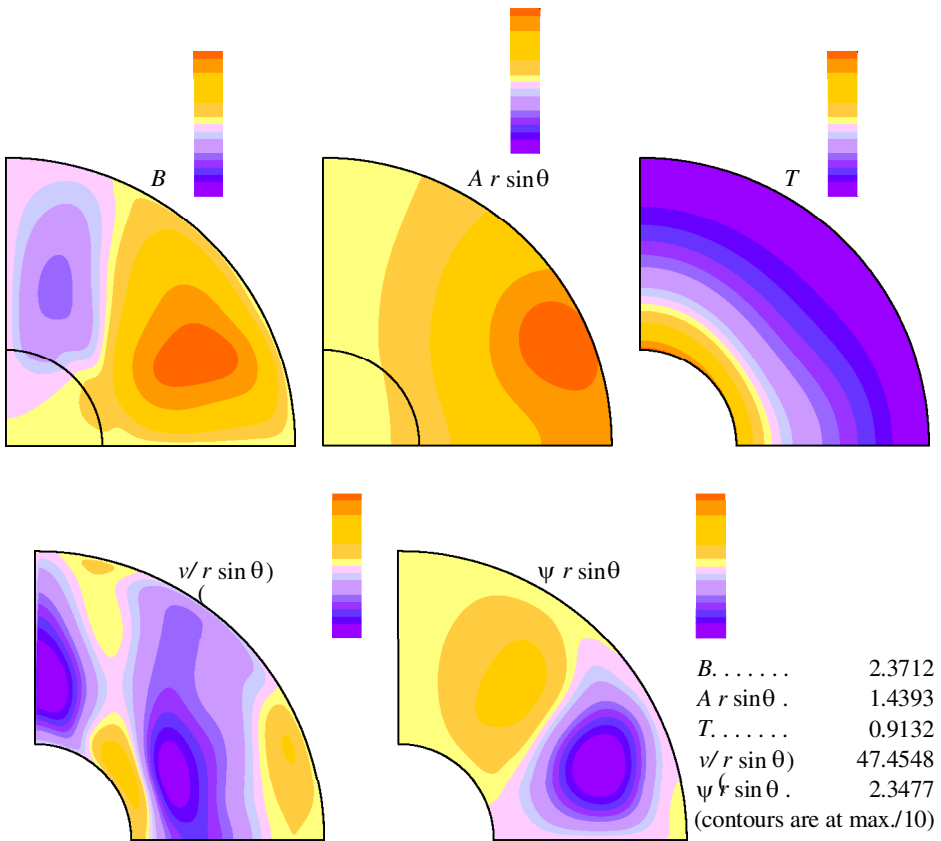 B
A r sinθ
T
v/ r sin θ)
(
ψ r sinθ
B. . . . . . . 2.3712
A r sinθ . 1.4393
T. . . . . . . 0.9132
v/ r sin θ) 47.4548
(
ψ r sinθ . 2.3477
(contours are at max./10)